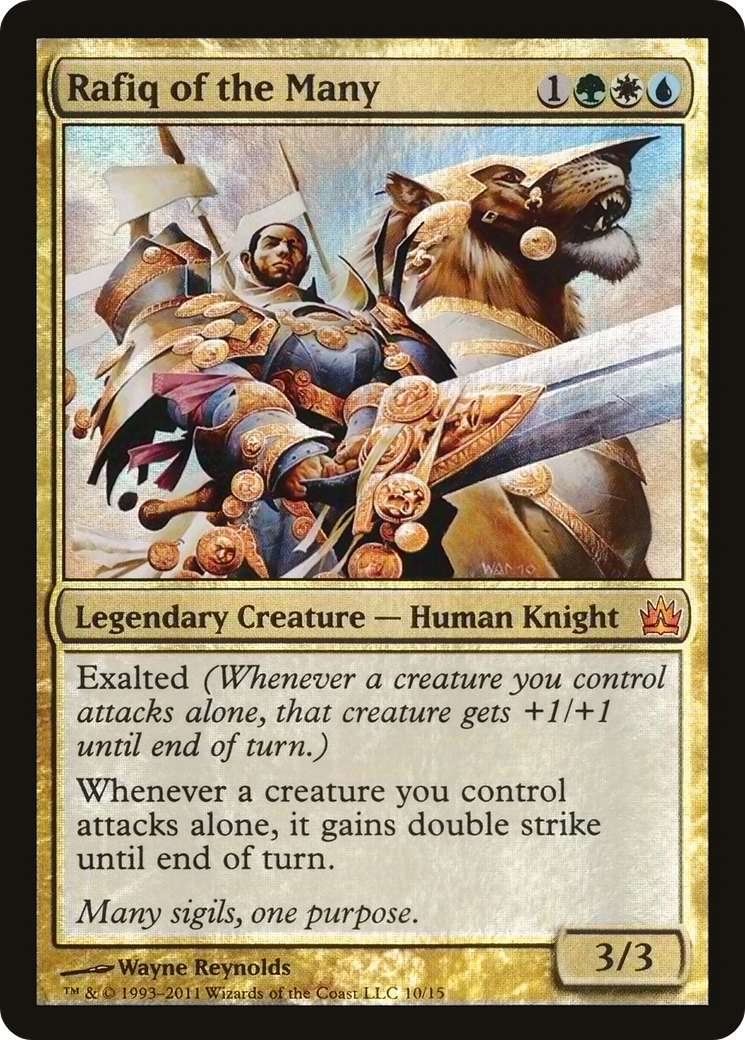 Rafiq of the Many 1
WAM10
Legendary Creature — Human Knight
Exalted (Whenever a creature you control
attacks alone, that creature gets +1/+1
until end of turn.)
Whenever a creature you control
attacks alone, it gains double strike
until end of turn.
Many sigils, one purpose.
3/3
Wayne Reynolds
™ & © 1993–2011 Wizards of the Coast LLC 10/15